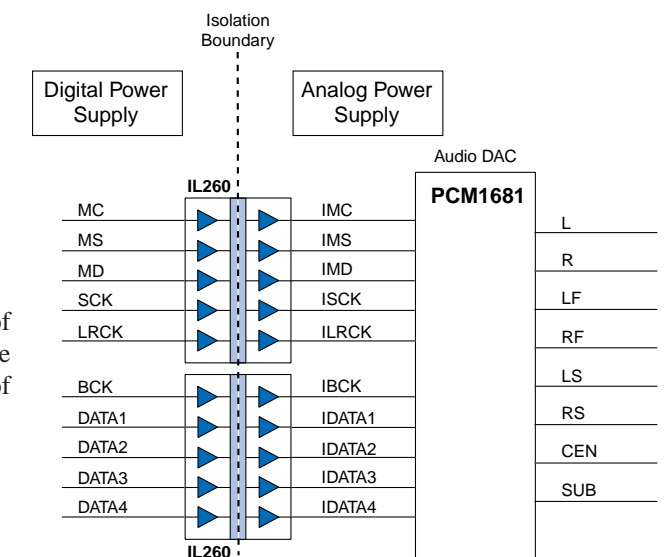 Isolation
Boundary
Digital Power
Supply
Analog Power
Supply
Audio DAC
IL260
PCM1681
MC
IMC
L
MS
IMS
R
MD
IMD
SCK
ISCK
LF
LRCK
ILRCK
RF
LS
BCK
IBCK
RS
DATA1
IDATA1
CEN
DATA2
IDATA2
SUB
DATA3
IDATA3
DATA4
IDATA4
IL260
of
e
of